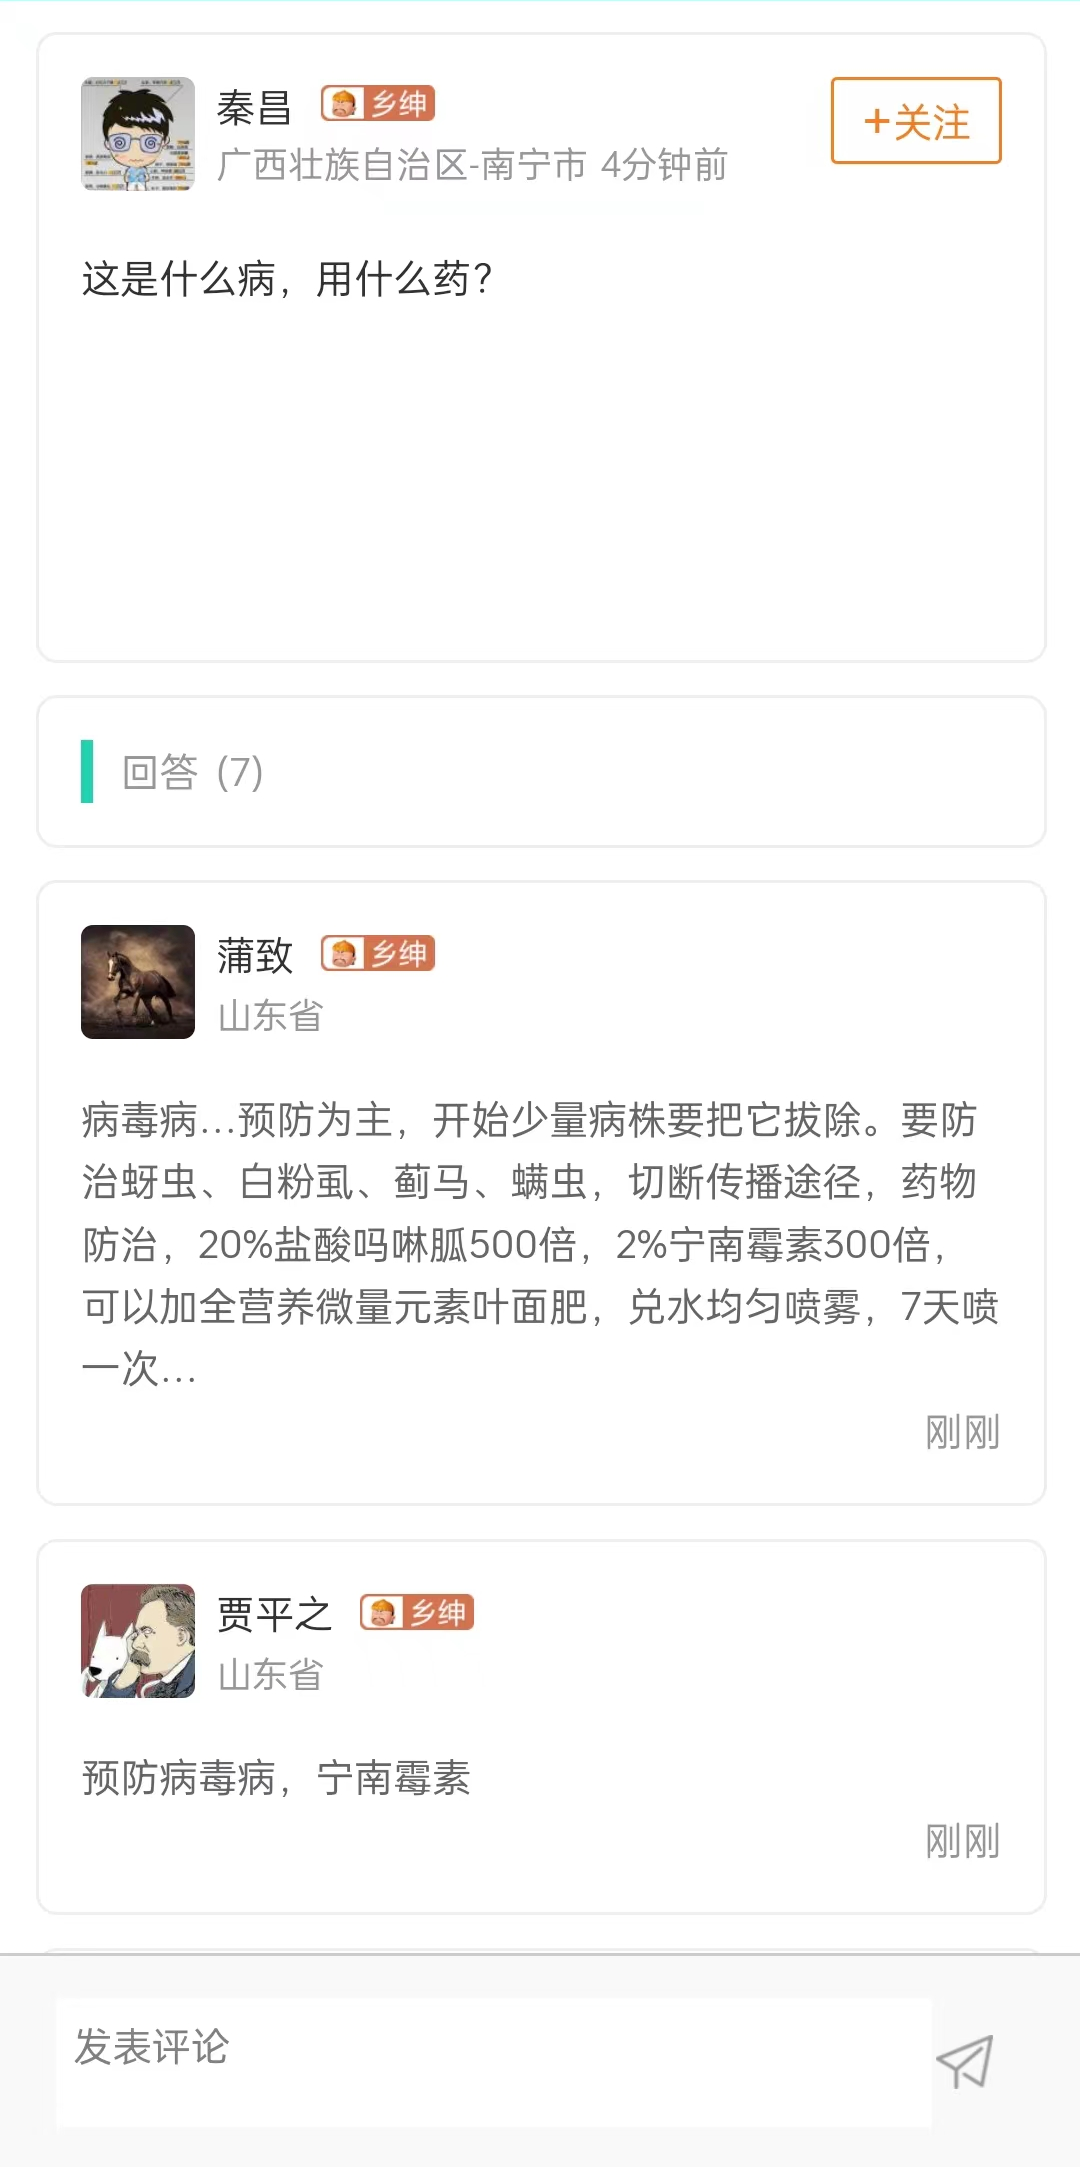 秦昌 乡绅
+关注
广西壮族自治区-南宁市 4分钟前
这是什么病，用什么药？
回答 (7)
蒲致 乡绅
山东省
病毒病…预防为主，开始少量病株要把它拔除。要防
治蚜虫、白粉虱、蓟马、螨虫，切断传播途径，药物
防治，20%盐酸吗啉胍500倍，2%宁南霉素300倍，
可以加全营养微量元素叶面肥，兑水均匀喷雾，7天喷
一次…
刚刚
贾平之 乡绅
山东省
预防病毒病，宁南霉素
刚刚
发表评论